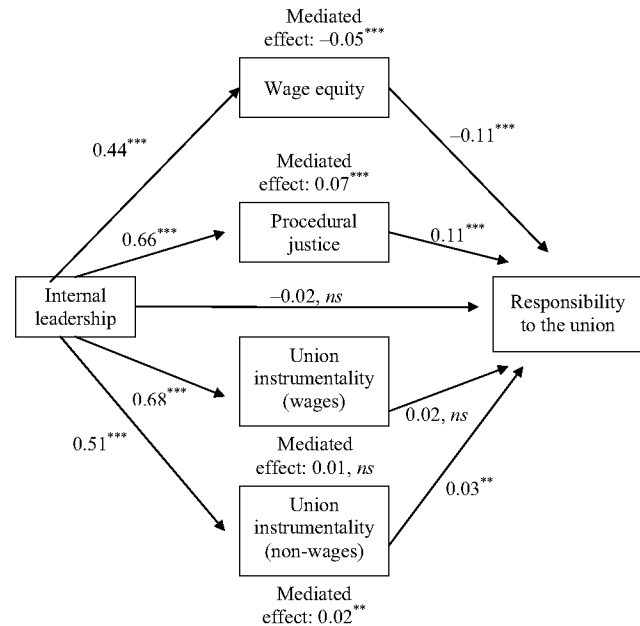 Mediated
effect: –0.05***
Wage equity
0.44***
–0.11***
Mediated
effect: 0.07***
Procedural
justice
0.66***
0.11***
Internal
leadership
–0.02, ns
Responsibility
to the union
Union
instrumentality
(wages)
0.68***
0.02, ns
0.51***
Mediated
effect: 0.01, ns
0.03**
Union
instrumentality
(non-wages)
Mediated
effect: 0.02**